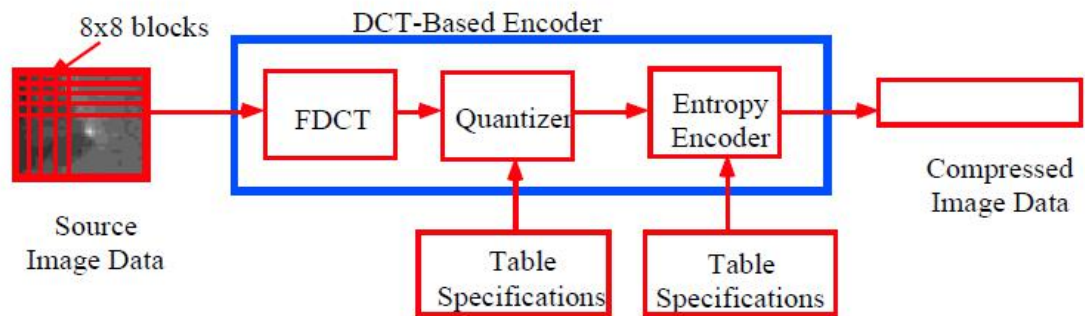 DCT-Based Encoder
8x8 blocks
FDCT
Quantizer
Entropy
Encoder
Source
Image Data
Compressed
Image Data
Table
Specifications
Table
Specifications